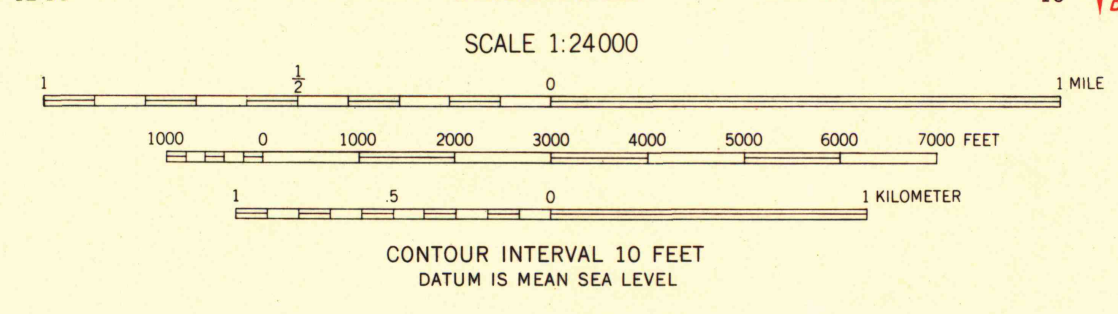 SCALE 1:24000
1 1/2 0 1 MILE
1000 0 1000 2000 3000 4000 5000 6000 7000 FEET
1 .5 0 1 KILOMETER
CONTOUR INTERVAL 10 FEET
DATUM IS MEAN SEA LEVEL